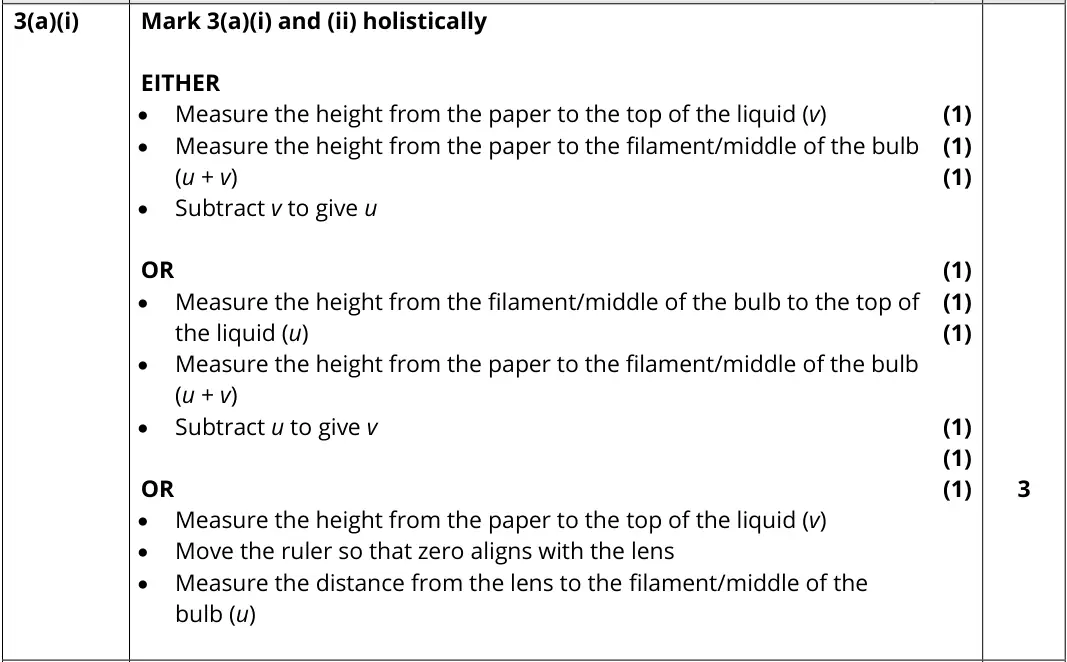 3(a)(i) Mark 3(a)(i) and (ii) holistically
EITHER
• Measure the height from the paper to the top of the liquid (v) (1)
• Measure the height from the paper to the filament/middle of the bulb (1)
(u + v) (1)
• Subtract v to give u
OR (1)
• Measure the height from the filament/middle of the bulb to the top of (1)
the liquid (u) (1)
• Measure the height from the paper to the filament/middle of the bulb
(u + v)
• Subtract u to give v (1)
(1)
OR (1) 3
• Measure the height from the paper to the top of the liquid (v)
• Move the ruler so that zero aligns with the lens
• Measure the distance from the lens to the filament/middle of the
bulb (u)